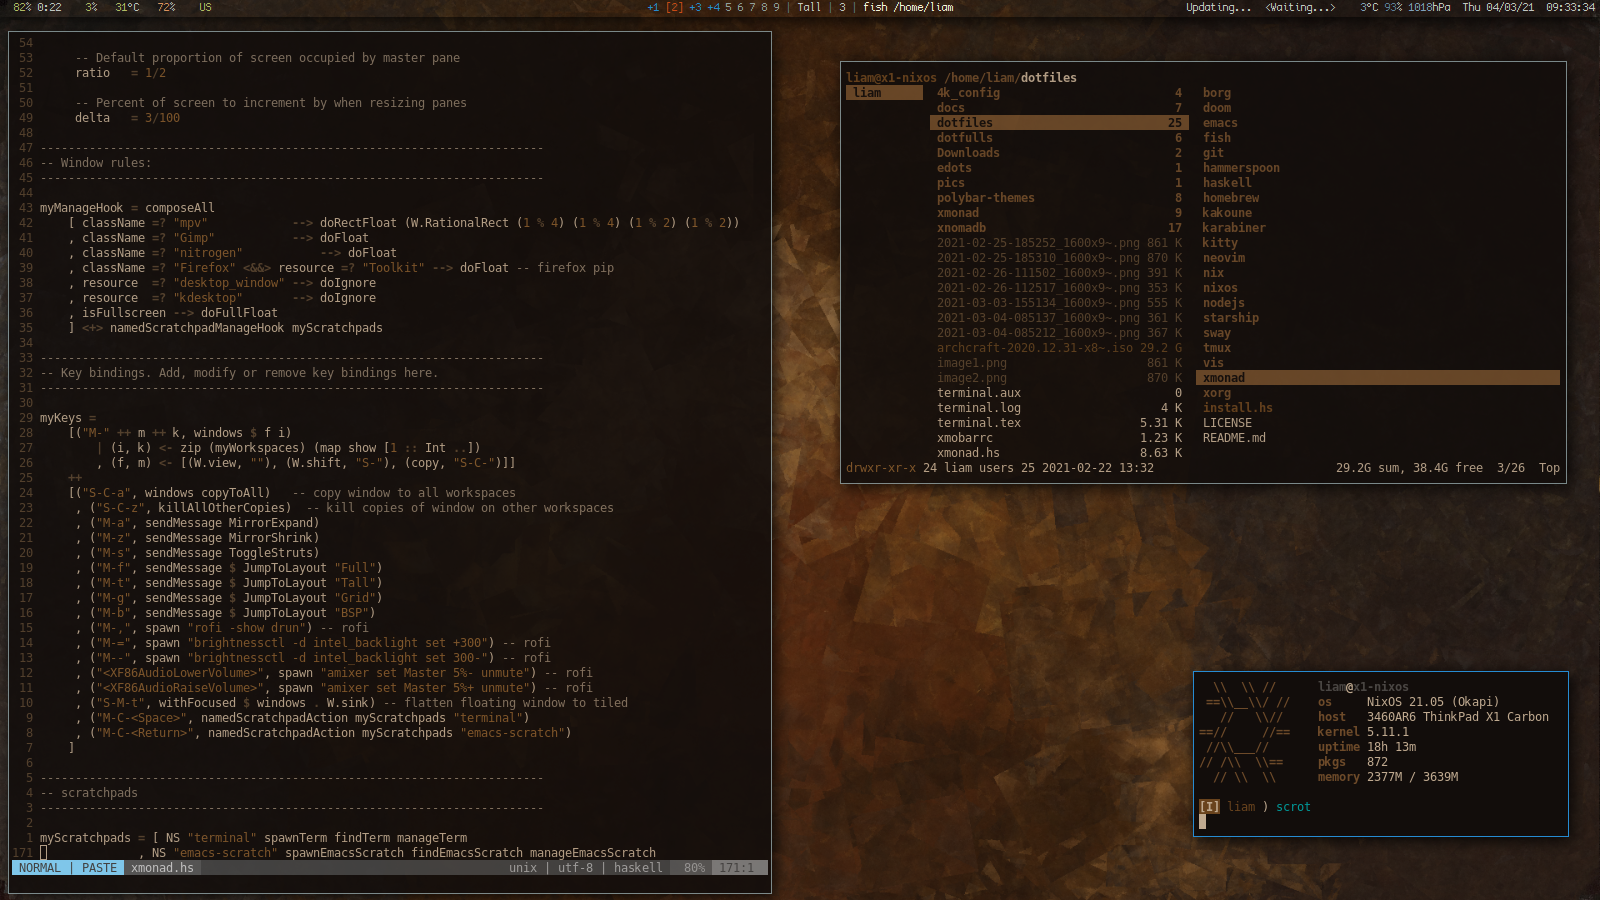 82% 0:22 3% 31°C 72% US
+1 [2] +3 +4 5 6 7 8 9 | Tall | 3 | fish /home/liam
Updating... <Waiting...> 3°C 93% 1018hPa Thu 04/03/21 09:33:34
54
53 -- Default proportion of screen occupied by master pane
52 ratio = 1/2
51
50 -- Percent of screen to increment by when resizing panes
49 delta = 3/100
48
47 ------------------------------------------------------------------------
46 -- Window rules:
45 ------------------------------------------------------------------------
44
43 myManageHook = composeAll
42 [ className =? "mpv" --> doRectFloat (W.RationalRect (1 % 4) (1 % 4) (1 % 2) (1 % 2))
41 , className =? "Gimp" --> doFloat
40 , className =? "nitrogen" --> doFloat
39 , className =? "Firefox" <&&> resource =? "Toolkit" --> doFloat -- firefox pip
38 , resource =? "desktop_window" --> doIgnore
37 , resource =? "kdesktop" --> doIgnore
36 , isFullscreen --> doFullFloat
35 ] <+> namedScratchpadManageHook myScratchpads
34
33 ------------------------------------------------------------------------
32 -- Key bindings. Add, modify or remove key bindings here.
31 ------------------------------------------------------------------------
30
29 myKeys =
28 [("M-" ++ m ++ k, windows $ f i)
27 | (i, k) <- zip (myWorkspaces) (map show [1 :: Int ..])
26 , (f, m) <- [(W.view, ""), (W.shift, "S-"), (copy, "S-C-")]]
25 ++
24 [("S-C-a", windows copyToAll) -- copy window to all workspaces
23 , ("S-C-z", killAllOtherCopies) -- kill copies of window on other workspaces
22 , ("M-a", sendMessage MirrorExpand)
21 , ("M-z", sendMessage MirrorShrink)
20 , ("M-s", sendMessage ToggleStruts)
19 , ("M-f", sendMessage $ JumpToLayout "Full")
18 , ("M-t", sendMessage $ JumpToLayout "Tall")
17 , ("M-g", sendMessage $ JumpToLayout "Grid")
16 , ("M-b", sendMessage $ JumpToLayout "BSP")
15 , ("M-,", spawn "rofi -show drun") -- rofi
14 , ("M-=", spawn "brightnessctl -d intel_backlight set +300") -- rofi
13 , ("M--", spawn "brightnessctl -d intel_backlight set 300-") -- rofi
12 , ("<XF86AudioLowerVolume>", spawn "amixer set Master 5%- unmute") -- rofi
11 , ("<XF86AudioRaiseVolume>", spawn "amixer set Master 5%+ unmute") -- rofi
10 , ("S-M-t", withFocused $ windows . W.sink) -- flatten floating window to tiled
9 , ("M-C-<Space>", namedScratchpadAction myScratchpads "terminal")
8 , ("M-C-<Return>", namedScratchpadAction myScratchpads "emacs-scratch")
7 ]
6
5 ------------------------------------------------------------------------
4 -- scratchpads
3 ------------------------------------------------------------------------
2
1 myScratchpads = [ NS "terminal" spawnTerm findTerm manageTerm
171 , NS "emacs-scratch" spawnEmacsScratch findEmacsScratch manageEmacsScratch
NORMAL | PASTE xmonad.hs unix | utf-8 | haskell 80% 171:1
liam@x1-nixos /home/liam/dotfiles
liam 4k_config 4 borg
docs 7 doom
dotfiles 25 emacs
dotfulls 6 fish
Downloads 2 git
edots 1 hammerspoon
pics 1 haskell
polybar-themes 8 homebrew
xmonad 9 kakoune
xnomadb 17 karabiner
2021-02-25-185252_1600x9~.png 861 K kitty
2021-02-25-185310_1600x9~.png 870 K neovim
2021-02-26-111502_1600x9~.png 391 K nix
2021-02-26-112517_1600x9~.png 353 K nixos
2021-03-03-155134_1600x9~.png 555 K nodejs
2021-03-04-085137_1600x9~.png 361 K starship
2021-03-04-085212_1600x9~.png 367 K sway
archcraft-2020.12.31-x8~.iso 29.2 G tmux
image1.png 861 K vis
image2.png 870 K xmonad
terminal.aux 0 xorg
terminal.log 4 K install.hs
terminal.tex 5.31 K LICENSE
xmobarrc 1.23 K README.md
xmonad.hs 8.63 K
drwxr-xr-x 24 liam users 25 2021-02-22 13:32 29.2G sum, 38.4G free 3/26 Top
\\ \\ // liam@x1-nixos
==\\__\\/ // os NixOS 21.05 (Okapi)
// \\// host 3460AR6 ThinkPad X1 Carbon
==// //== kernel 5.11.1
//\\___// uptime 18h 13m
// /\\ \\== pkgs 872
// \\ \\ memory 2377M / 3639M
[I] liam ) scrot